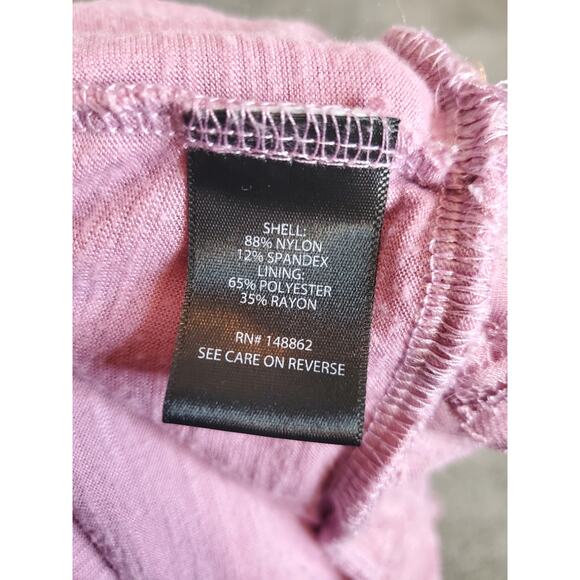 SHELL:
88% NYLON
12% SPANDEX
LINING:
65% POLYESTER
35% RAYON
RN# 148862
SEE CARE ON REVERSE